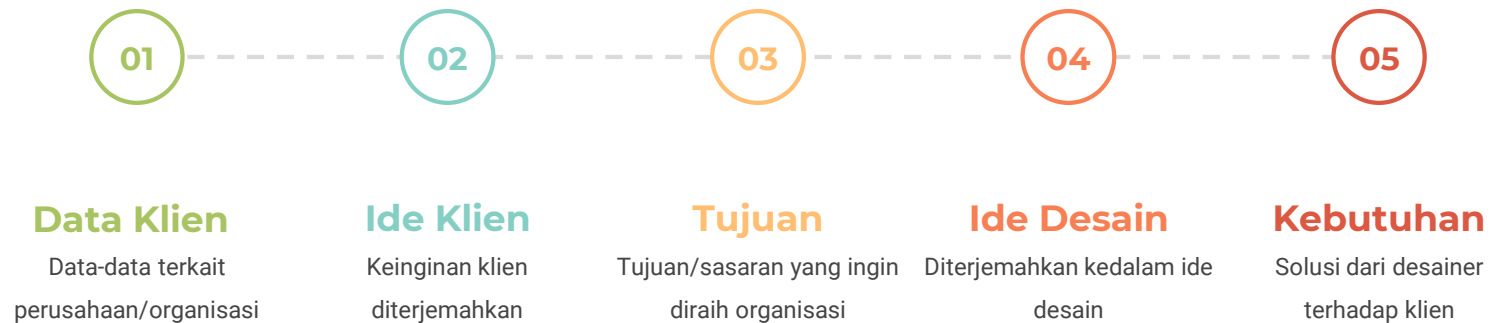 01
02
03
04
05
Data Klien
Data-data terkait
perusahaan/organisasi
Ide Klien
Keinginan klien
diterjemahkan
Tujuan
Tujuan/sasaran yang ingin
diraih organisasi
Ide Desain
Diterjemahkan kedalam ide
desain
Kebutuhan
Solusi dari desainer
terhadap klien